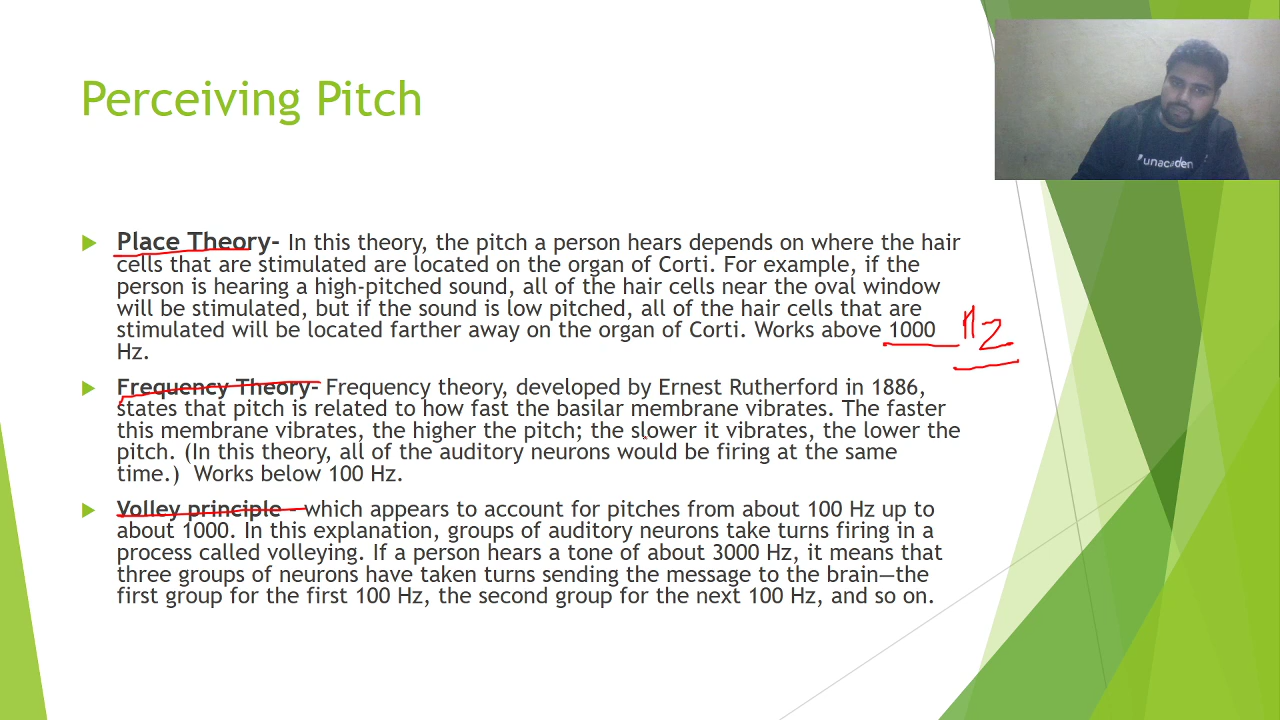 Perceiving Pitch
#unacaden
Place Theory- In this theory, the pitch a person hears depends on where the hair
cells that are stimulated are located on the organ of Corti. For example, if the
person is hearing a high-pitched sound, all of the hair cells near the oval window
will be stimulated, but if the sound is low pitched, all of the hair cells that are
stimulated will be located farther away on the organ of Corti. Works above 1000
Hz
Hz.
Frequency Theory- Frequency theory, developed by Ernest Rutherford in 1886,
states that pitch is related to how fast the basilar membrane vibrates. The faster
this membrane vibrates, the higher the pitch; the slower it vibrates, the lower the
pitch. (In this theory, all of the auditory neurons would be firing at the same
time.) Works below 100 Hz.
Volley principle - which appears to account for pitches from about 100 Hz up to
about 1000. In this explanation, groups of auditory neurons take turns firing in a
process called volleying. If a person hears a tone of about 3000 Hz, it means that
three groups of neurons have taken turns sending the message to the brain—the
first group for the first 100 Hz, the second group for the next 100 Hz, and so on.